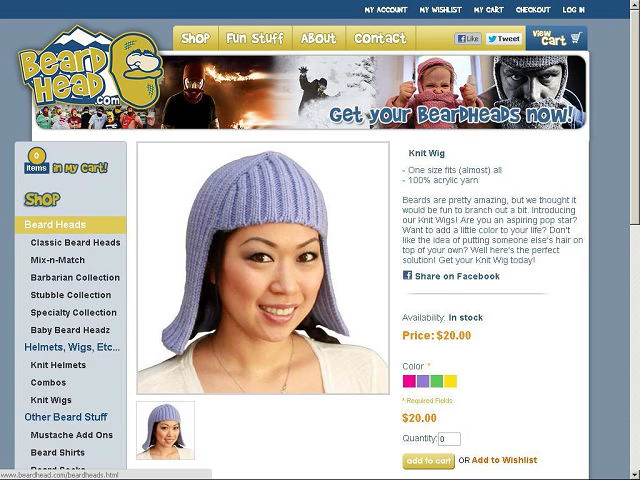 MY ACCOUNT MY WISHLIST MY CART CHECKOUT LOG IN
Shop Fun Stuff About Contact
Like Tweet
View Cart
Beard Head .com
Get your BeardHeads now!
0 items in My Cart!
Shop
Beard Heads
Classic Beard Heads
Mix-n-Match
Barbarian Collection
Stubble Collection
Specialty Collection
Baby Beard Headz
Helmets, Wigs, Etc...
Knit Helmets
Combos
Knit Wigs
Other Beard Stuff
Mustache Add Ons
Beard Shirts
Beard Socks
Knit Wig
- One size fits (almost) all
- 100% acrylic yarn
Beards are pretty amazing, but we thought it
would be fun to branch out a bit. Introducing
our Knit Wigs! Are you an aspiring pop star?
Want to add a little color to your life? Don't
like the idea of putting someone else's hair on
top of your own? Well here's the perfect
solution! Get your Knit Wig today!
Share on Facebook
Availability: In stock
Price: $20.00
Color *
* Required Fields
$20.00
Quantity: 0
add to cart OR Add to Wishlist
www.beardhead.com/beardheads.html